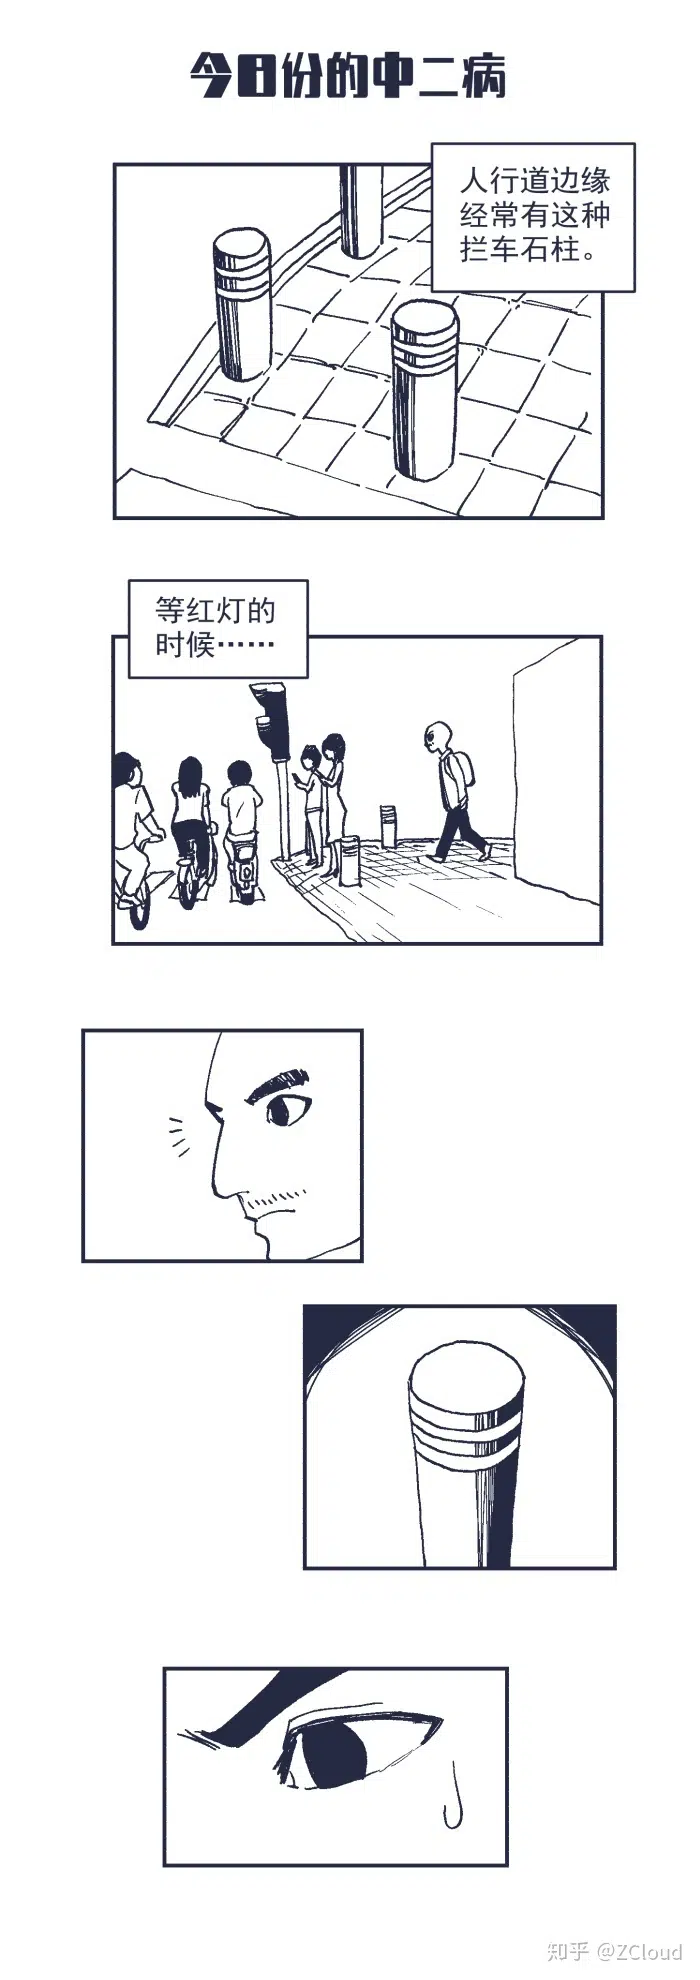 今日份的中二病
人行道边缘
经常有这种
拦车石柱。
等红灯的
时候……
知乎 @ZCloud